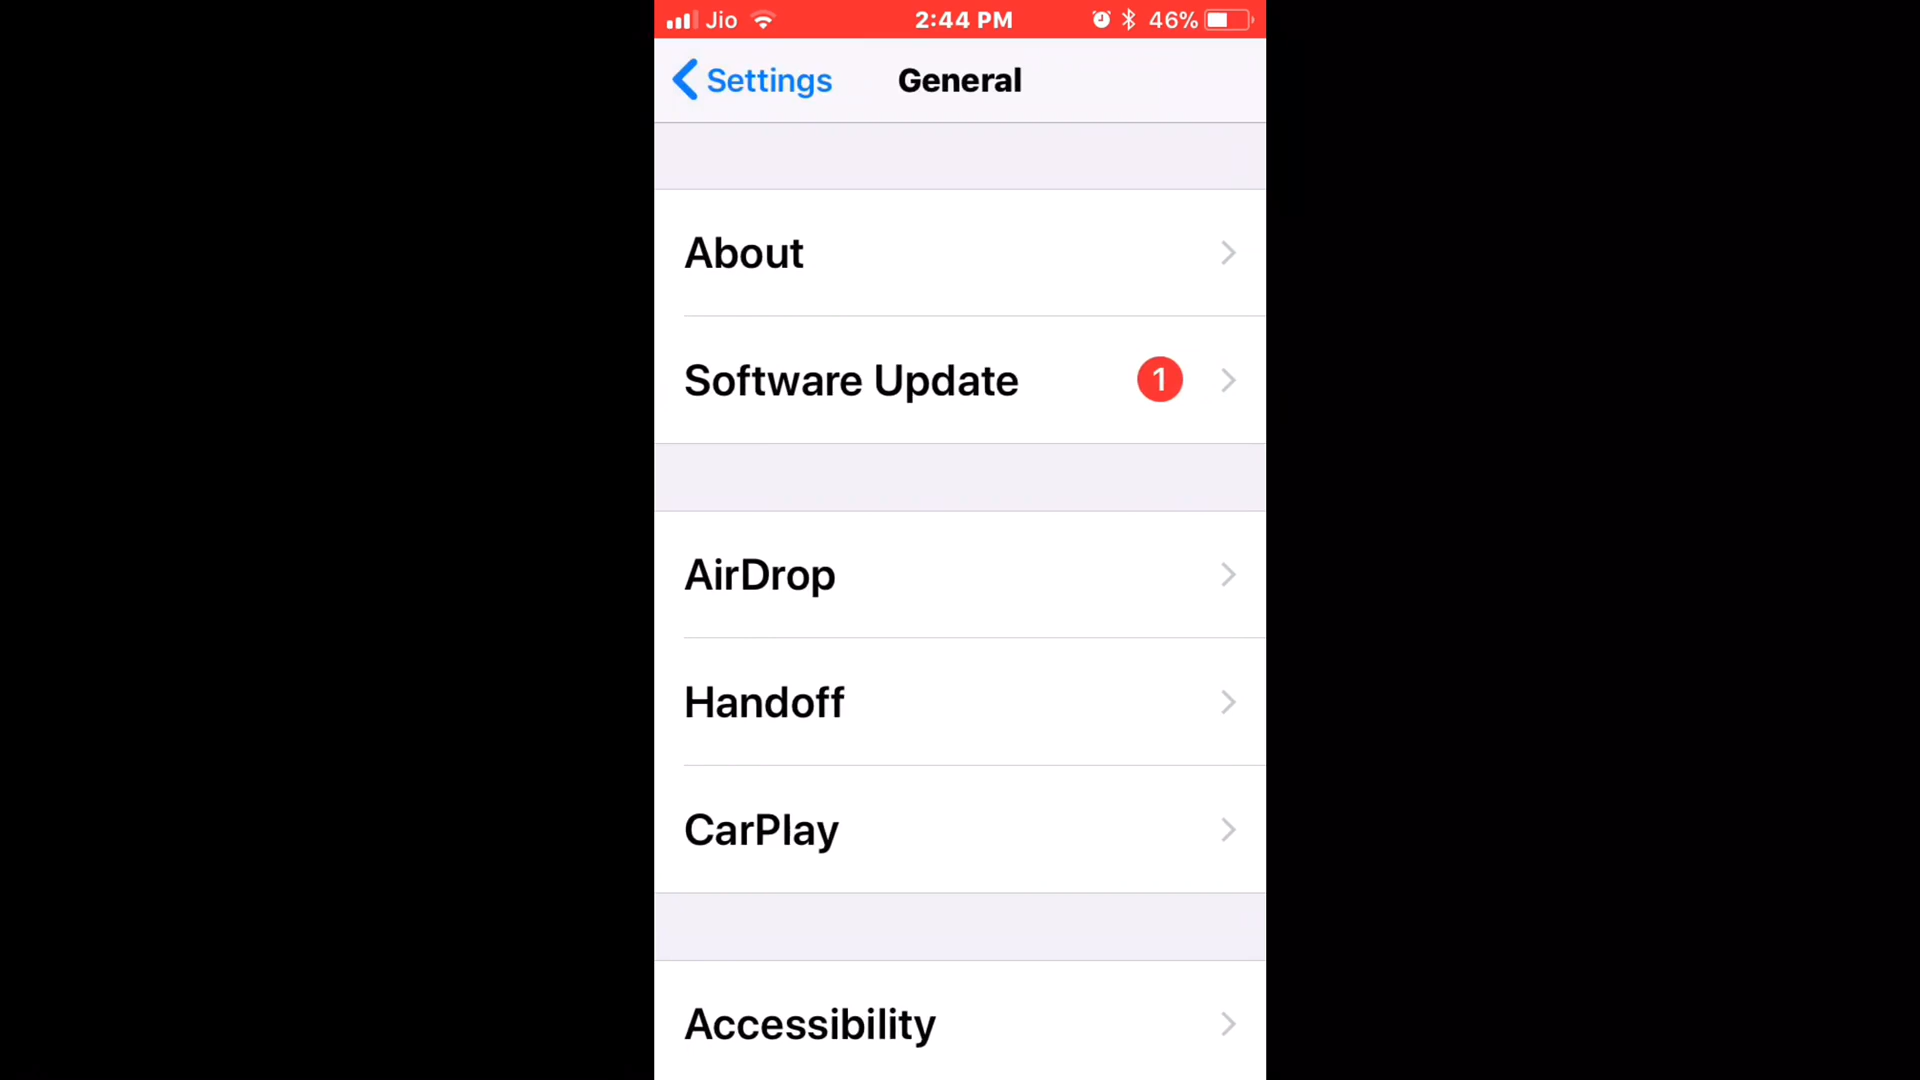 Jio 2:44 PM 46%
Settings General
About
Software Update 1
AirDrop
Handoff
CarPlay
Accessibility